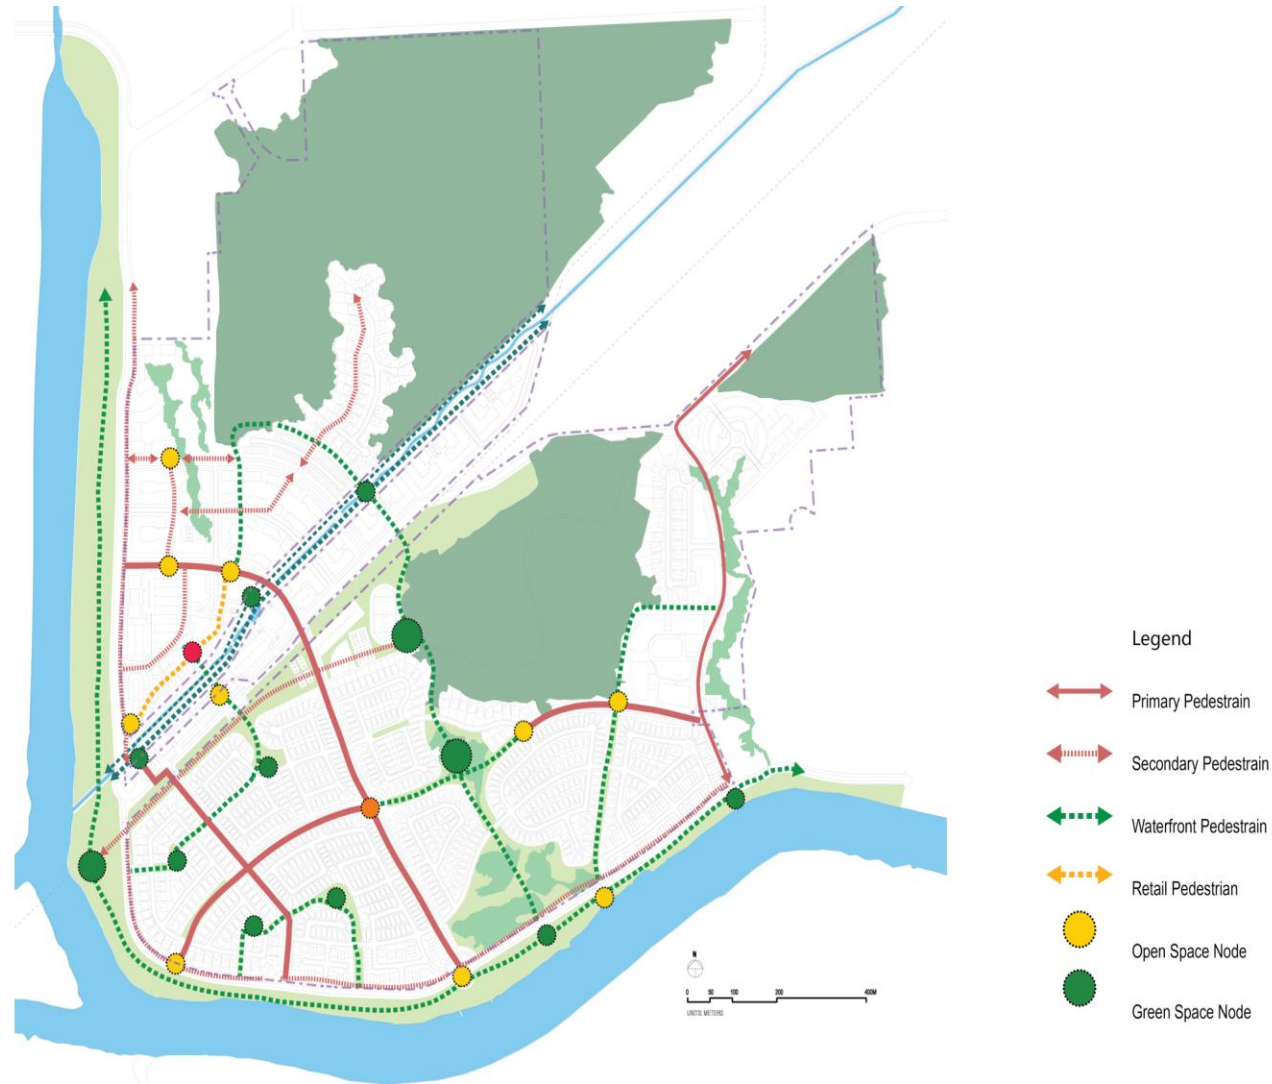 Legend
Primary Pedestrain
Secondary Pedestrain
Waterfront Pedestrain
Retail Pedestrian
Open Space Node
Green Space Node
N
0 50 100 200 400M
UNITS METERS